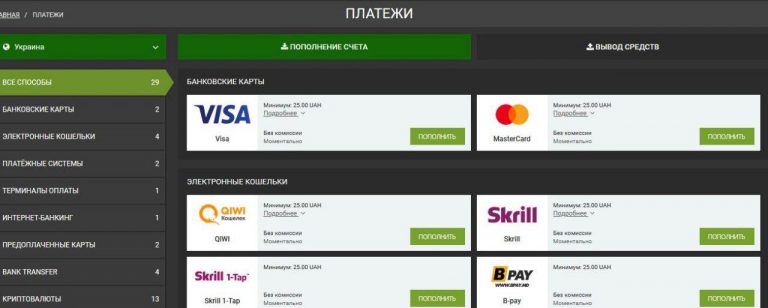 ПЛАТЕЖИ
ЛАВНАЯ / ПЛАТЕЖИ
Украина
ПОПОЛНЕНИЕ СЧЕТА
ВЫВОД СРЕДСТВ
ВСЕ СПОСОБЫ 29
БАНКОВСКИЕ КАРТЫ 2
ЭЛЕКТРОННЫЕ КОШЕЛЬКИ 4
ПЛАТЁЖНЫЕ СИСТЕМЫ 2
ТЕРМИНАЛЫ ОПЛАТЫ 1
ИНТЕРНЕТ-БАНКИНГ 1
ПРЕДОПЛАЧЕННЫЕ КАРТЫ 2
BANK TRANSFER 4
КРИПТОВАЛЮТЫ 13
БАНКОВСКИЕ КАРТЫ
VISA
Visa
Минимум: 25.00 UAH
Подробнее
Без комиссии
Моментально
ПОПОЛНИТЬ
MasterCard
Минимум: 25.00 UAH
Подробнее
Без комиссии
Моментально
ПОПОЛНИТЬ
ЭЛЕКТРОННЫЕ КОШЕЛЬКИ
QIWI
Кошелек
QIWI
Минимум: 25.00 UAH
Подробнее
Без комиссии
Моментально
ПОПОЛНИТЬ
Skrill
Skrill
Минимум: 25.00 UAH
Подробнее
Без комиссии
Моментально
ПОПОЛНИТЬ
Skrill 1-Tap
Skrill 1-Tap
Минимум: 25.00 UAH
Без комиссии
Моментально
ПОПОЛНИТЬ
B PAY
WWW.BPAY.MD
B-pay
Минимум: 25.00 UAH
Без комиссии
Моментально
ПОПОЛНИТЬ